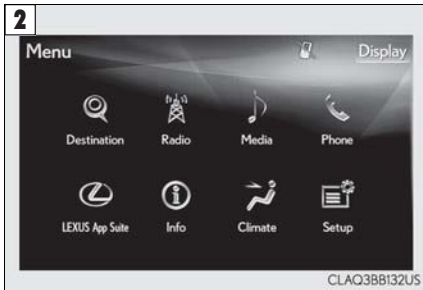 2
Menu Display
Destination Radio Media Phone
LEXUS App Suite Info Climate Setup
CLAQ3BB132US